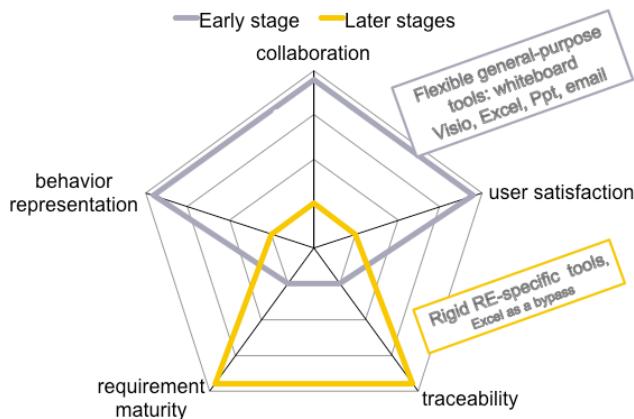 Early stage
Later stages
collaboration
Flexible general-purpose
tools: whiteboard
Visio, Excel, Ppt, email
behavior
representation
user satisfaction
Rigid RE-specific tools,
Excel as a bypass
requirement
maturity
traceability